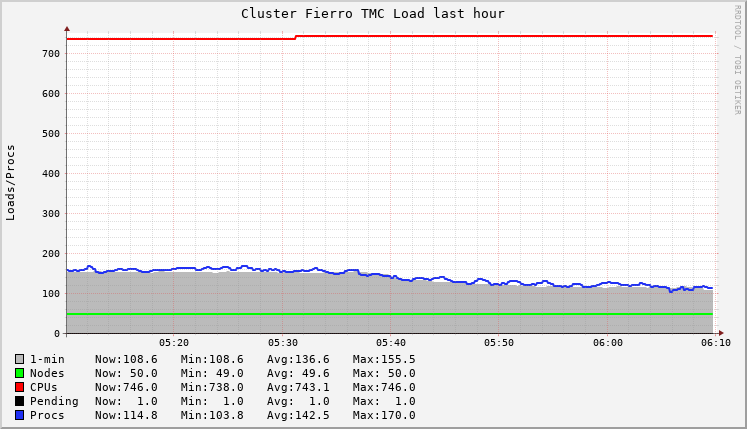 Cluster Fierro TMC Load last hour
RRDTOOL / TOBI OETIKER
Loads/Procs
700
600
500
400
300
200
100
0
05:20 05:30 05:40 05:50 06:00 06:10
1-min Now:108.6 Min:108.6 Avg:136.6 Max:155.5
Nodes Now: 50.0 Min: 49.0 Avg: 49.6 Max: 50.0
CPUs Now:746.0 Min:738.0 Avg:743.1 Max:746.0
Pending Now: 1.0 Min: 1.0 Avg: 1.0 Max: 1.0
Procs Now:114.8 Min:103.8 Avg:142.5 Max:170.0